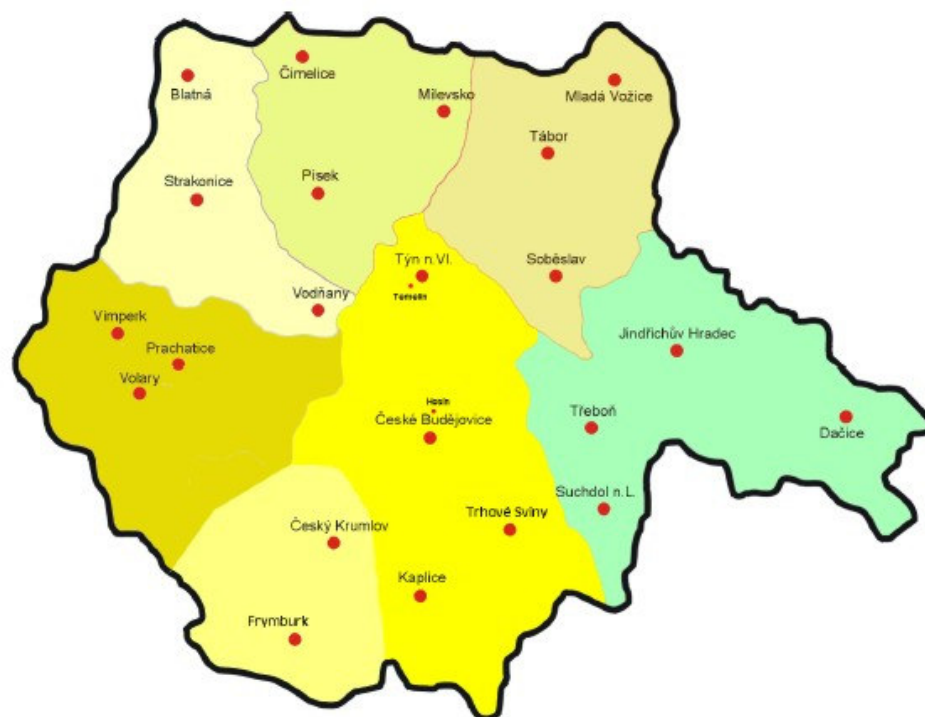 Čimelice
Blatná
Mladá Vožice
Milevsko
Tábor
Písek
Strakonice
Týn n.Vl.
Soběslav
Temelín
Vodňany
Vimperk
Jindřichův Hradec
Prachatice
Volary
Hosín
Třeboň
České Budějovice
Dačice
Suchdol n.L.
Český Krumlov
Trhové Sviny
Kaplice
Frymburk